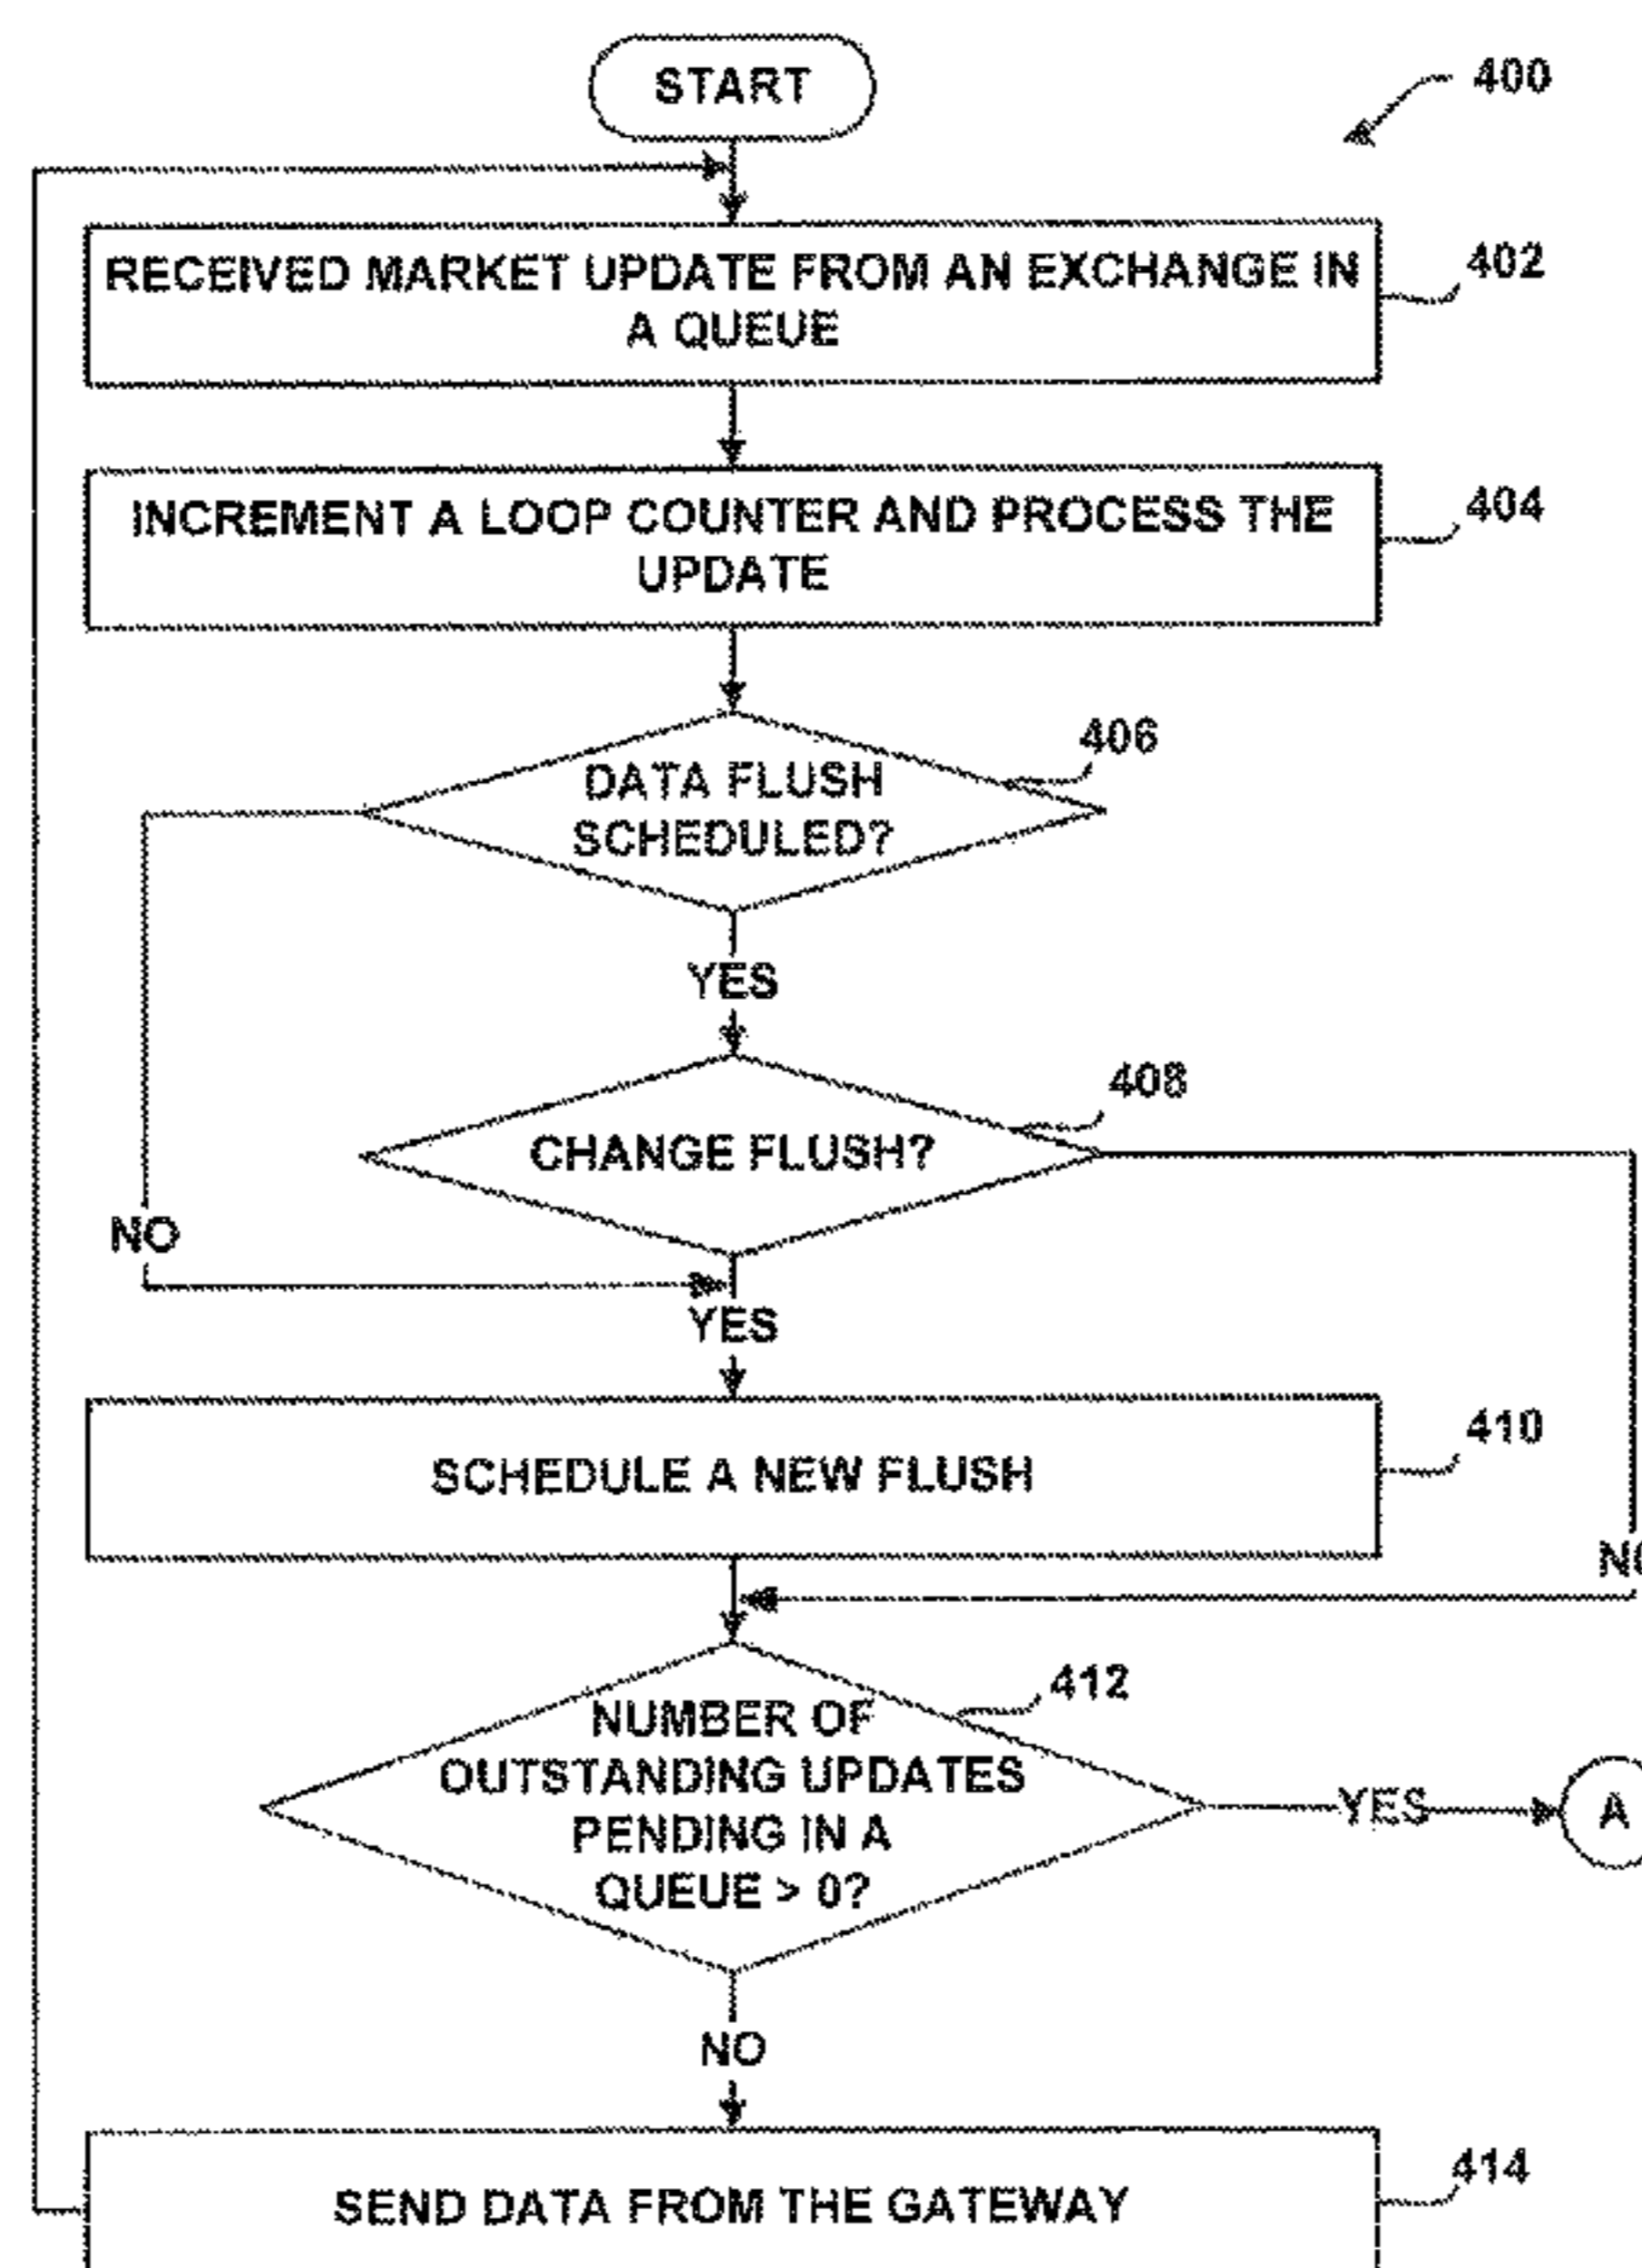 START
400
RECEIVED MARKET UPDATE FROM AN EXCHANGE IN
A QUEUE
402
INCREMENT A LOOP COUNTER AND PROCESS THE
UPDATE
404
DATA FLUSH
SCHEDULED?
406
YES
CHANGE FLUSH?
408
NO
YES
SCHEDULE A NEW FLUSH
410
NUMBER OF
OUTSTANDING UPDATES
PENDING IN A
QUEUE > 0?
412
YES
A
NO
SEND DATA FROM THE GATEWAY
414